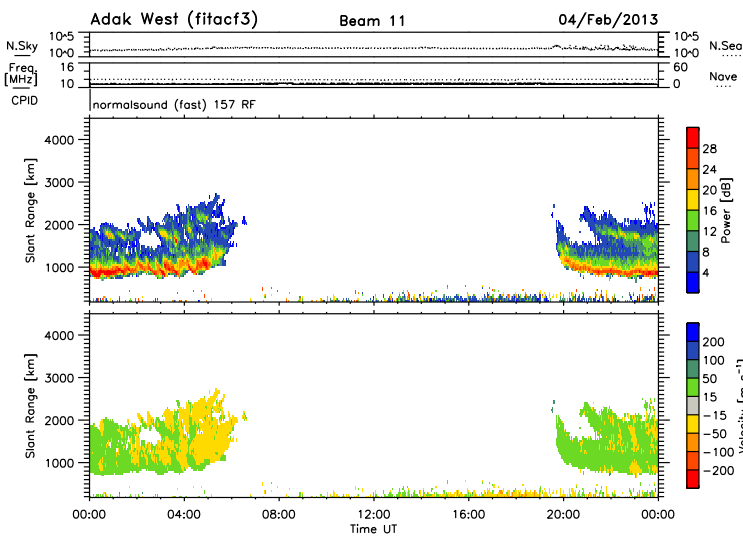 Adak West (fitacf3) Beam 11 04/Feb/2013
N.Sky 10^5 10^5 N.Sea
10^0 10^0
Freq 16 60 Nave
[MHz] 10 0
CPID normalsound (fast) 157 RF
Slant Range [km]
4000
3000
2000
1000
28
24
20
16
12
8
4
Power [dB]
Slant Range [km]
4000
3000
2000
1000
200
100
50
15
-15
-50
-100
-200
Velocity [m s⁻¹]
00:00 04:00 08:00 12:00 16:00 20:00 00:00
Time UT